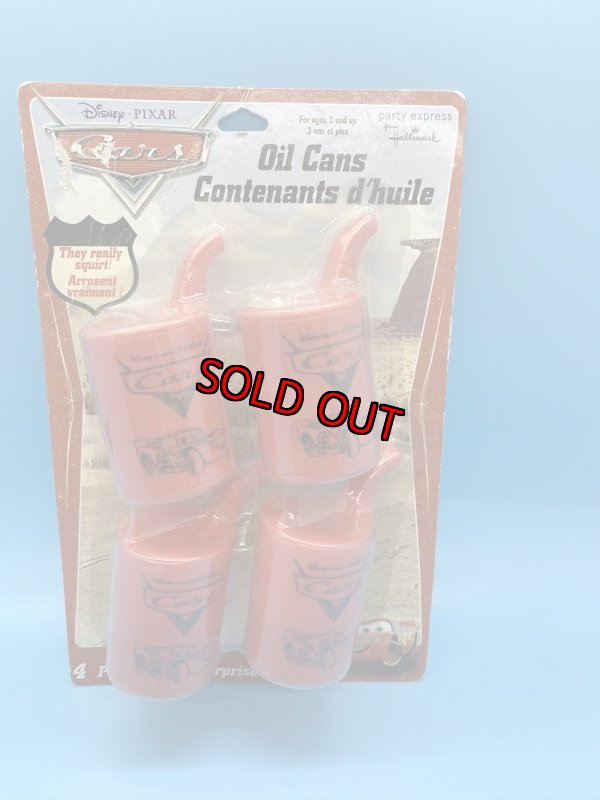 Disney · PIXAR
Cars
For ages 3 and up
3 ans et plus
party express
from Hallmark
Oil Cans
Contenants d'huile
They really
squirt!
Arrosent
vraiment !
Cars
Cars
SOLD OUT
Cars
Cars
4